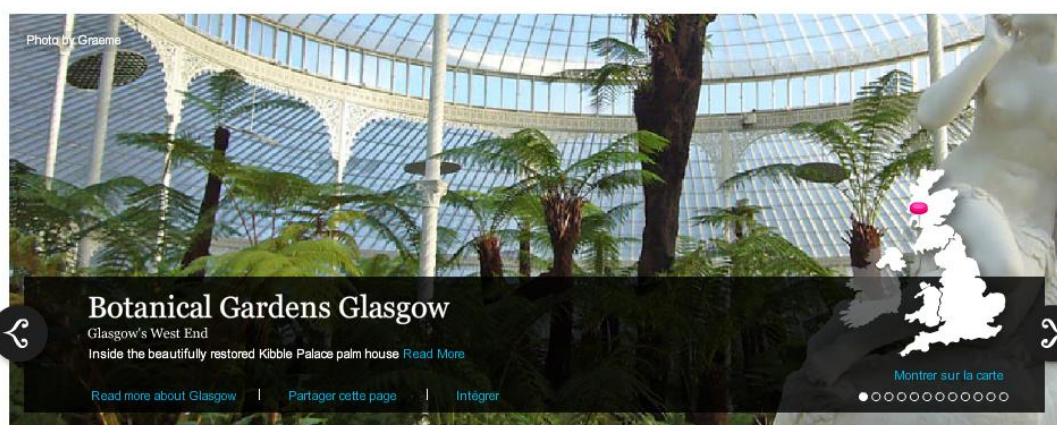 Photo by Graeme
Botanical Gardens Glasgow
Glasgow's West End
Inside the beautifully restored Kibble Palace palm house Read More
Montrer sur la carte
Read more about Glasgow | Partager cette page | Intégrer